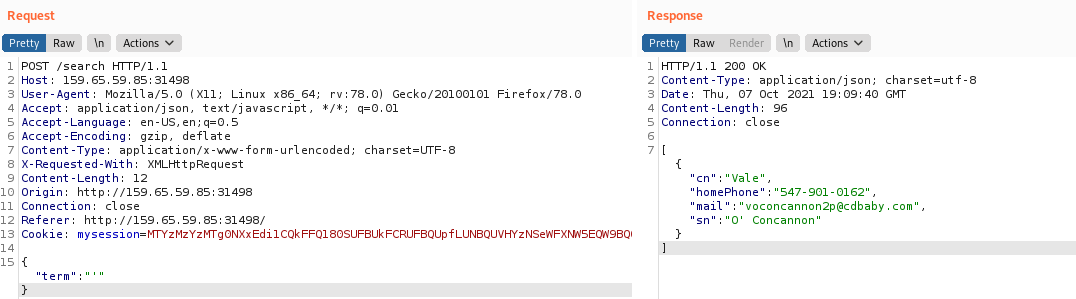 Request
Pretty Raw \n Actions
1 POST /search HTTP/1.1
2 Host: 159.65.59.85:31498
3 User-Agent: Mozilla/5.0 (X11; Linux x86_64; rv:78.0) Gecko/20100101 Firefox/78.0
4 Accept: application/json, text/javascript, */*; q=0.01
5 Accept-Language: en-US,en;q=0.5
6 Accept-Encoding: gzip, deflate
7 Content-Type: application/x-www-form-urlencoded; charset=UTF-8
8 X-Requested-With: XMLHttpRequest
9 Content-Length: 12
10 Origin: http://159.65.59.85:31498
11 Connection: close
12 Referer: http://159.65.59.85:31498/
13 Cookie: mysession=
14
15 {
"term":"'"
}
Response
Pretty Raw Render \n Actions
1 HTTP/1.1 200 OK
2 Content-Type: application/json; charset=utf-8
3 Date: Thu, 07 Oct 2021 19:09:40 GMT
4 Content-Length: 96
5 Connection: close
6
7 [
{
"cn":"Vale",
"homePhone":"547-901-0162",
"mail":"voconcannon2p@cdbaby.com",
"sn":"O' Concannon"
}
]